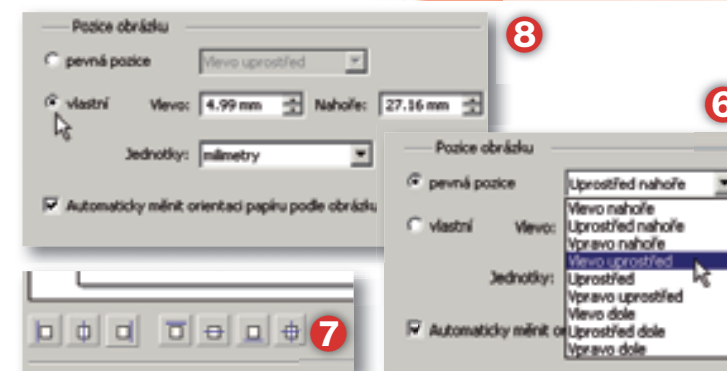 Pozice obrázku
pevná pozice Vlevo uprostřed
vlastní Vlevo: 4.99 mm Nahoře: 27.16 mm
Jednotky: milimetry
Automaticky měnit orientaci papíru podle obrázku
8
6
Pozice obrázku
pevná pozice Uprostřed nahoře
vlastní Vlevo:
Jednotky:
Automaticky měnit or
Vlevo nahoře
Uprostřed nahoře
Vpravo nahoře
Vlevo uprostřed
Uprostřed
Vpravo uprostřed
Vlevo dole
Uprostřed dole
Vpravo dole
7